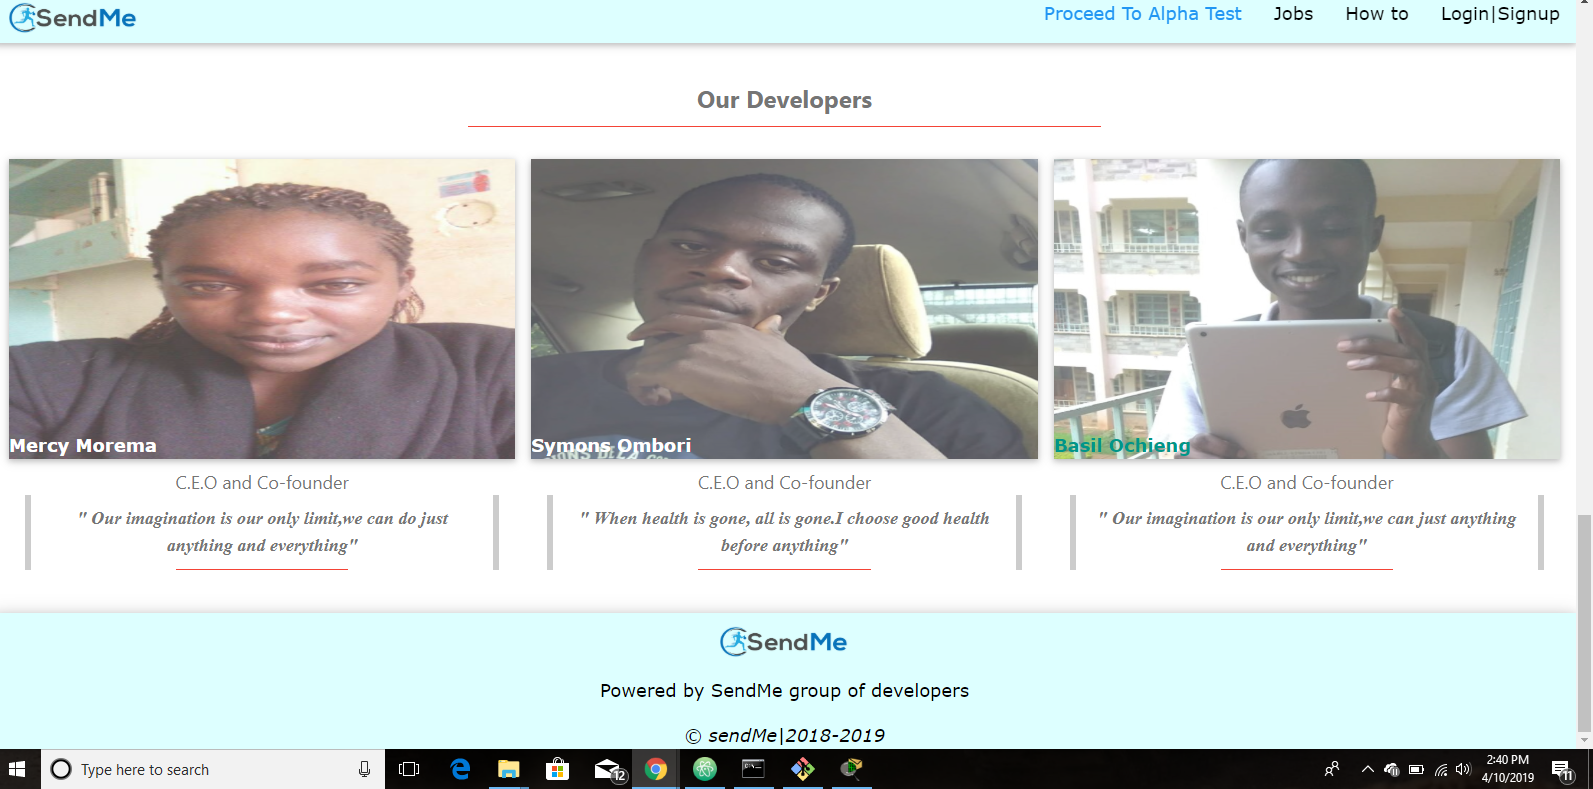 SendMe
Proceed To Alpha Test Jobs How to Login|Signup
Our Developers
Mercy Morema
Symons Ombori
Basil Ochieng
C.E.O and Co-founder
" Our imagination is our only limit,we can do just
anything and everything"
C.E.O and Co-founder
" When health is gone, all is gone.I choose good health
before anything"
C.E.O and Co-founder
" Our imagination is our only limit,we can just anything
and everything"
SendMe
Powered by SendMe group of developers
© sendMe|2018-2019
Type here to search
12
2:40 PM
4/10/2019
11